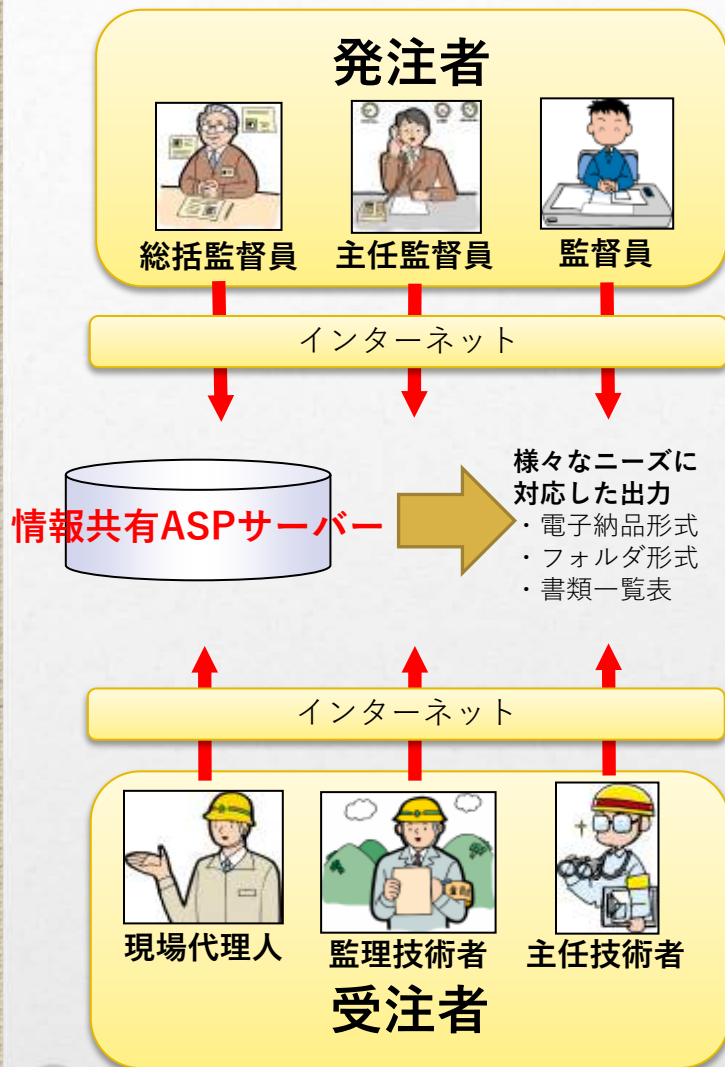 発注者
総括監督員
主任監督員
監督員
インターネット
様々なニーズに
対応した出力
・電子納品形式
・フォルダ形式
・書類一覧表
情報共有ASPサーバー
インターネット
現場代理人
監理技術者
主任技術者
受注者